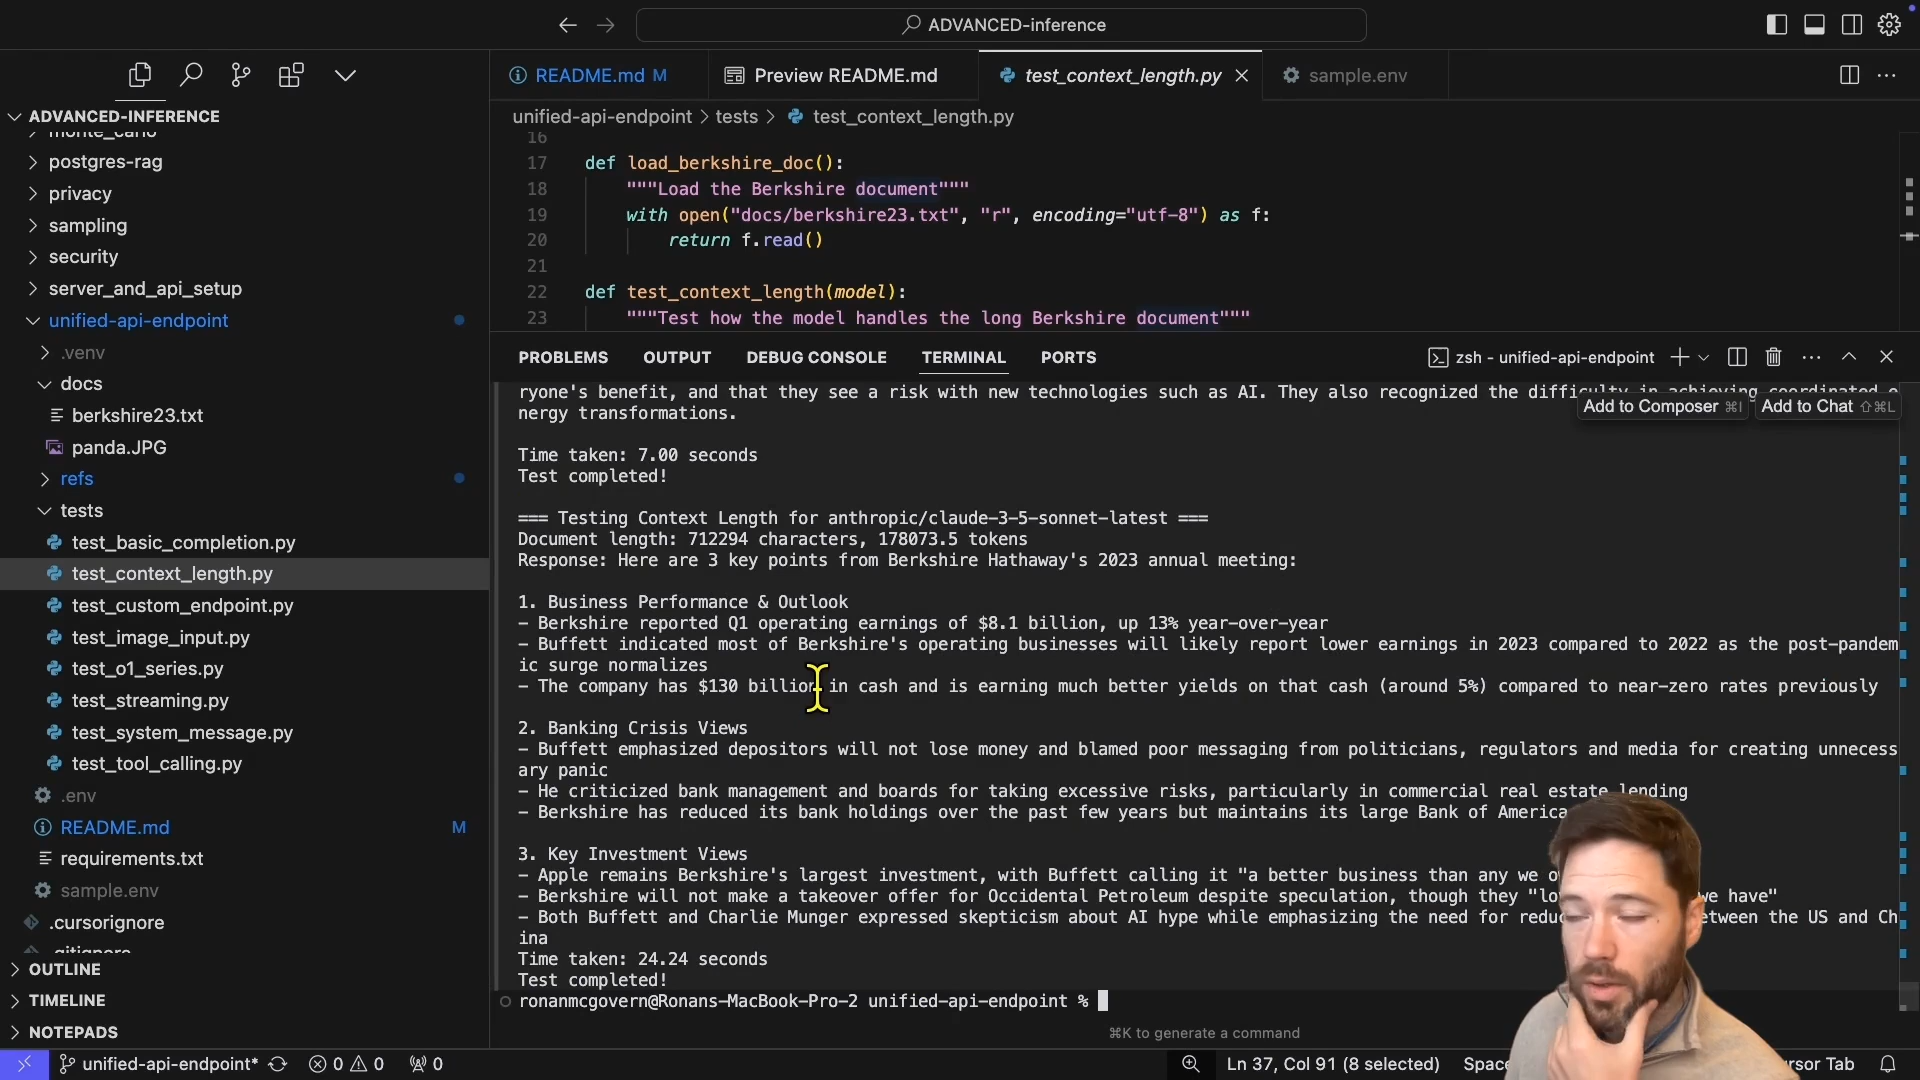 ADVANCED-inference
README.md M
Preview README.md
test_context_length.py
sample.env
ADVANCED-INFERENCE
monte_carlo
postgres-rag
privacy
sampling
security
server_and_api_setup
unified-api-endpoint
.venv
docs
berkshire23.txt
panda.JPG
refs
tests
test_basic_completion.py
test_context_length.py
test_custom_endpoint.py
test_image_input.py
test_o1_series.py
test_streaming.py
test_system_message.py
test_tool_calling.py
.env
README.md M
requirements.txt
sample.env
.cursorignore
.gitignore
OUTLINE
TIMELINE
NOTEPADS
unified-api-endpoint > tests > test_context_length.py
16
17 def load_berkshire_doc():
18 """Load the Berkshire document"""
19 with open("docs/berkshire23.txt", "r", encoding="utf-8") as f:
20 return f.read()
21
22 def test_context_length(model):
23 """Test how the model handles the long Berkshire document"""
PROBLEMS OUTPUT DEBUG CONSOLE TERMINAL PORTS
zsh - unified-api-endpoint
Add to Composer ⌘I Add to Chat ⇧⌘L
ryone's benefit, and that they see a risk with new technologies such as AI. They also recognized the difficulty in achieving coordinated e
nergy transformations.
Time taken: 7.00 seconds
Test completed!
=== Testing Context Length for anthropic/claude-3-5-sonnet-latest ===
Document length: 712294 characters, 178073.5 tokens
Response: Here are 3 key points from Berkshire Hathaway's 2023 annual meeting:
1. Business Performance & Outlook
- Berkshire reported Q1 operating earnings of $8.1 billion, up 13% year-over-year
- Buffett indicated most of Berkshire's operating businesses will likely report lower earnings in 2023 compared to 2022 as the post-pandem
ic surge normalizes
- The company has $130 billion in cash and is earning much better yields on that cash (around 5%) compared to near-zero rates previously
2. Banking Crisis Views
- Buffett emphasized depositors will not lose money and blamed poor messaging from politicians, regulators and media for creating unnecess
ary panic
- He criticized bank management and boards for taking excessive risks, particularly in commercial real estate lending
- Berkshire has reduced its bank holdings over the past few years but maintains its large Bank of America
3. Key Investment Views
- Apple remains Berkshire's largest investment, with Buffett calling it "a better business than any we o
- Berkshire will not make a takeover offer for Occidental Petroleum despite speculation, though they "lo we have"
- Both Buffett and Charlie Munger expressed skepticism about AI hype while emphasizing the need for reduc etween the US and Ch
ina
Time taken: 24.24 seconds
Test completed!
ronanmcgovern@Ronans-MacBook-Pro-2 unified-api-endpoint %
⌘K to generate a command
unified-api-endpoint* 0 0 0
Ln 37, Col 91 (8 selected) Space rsor Tab